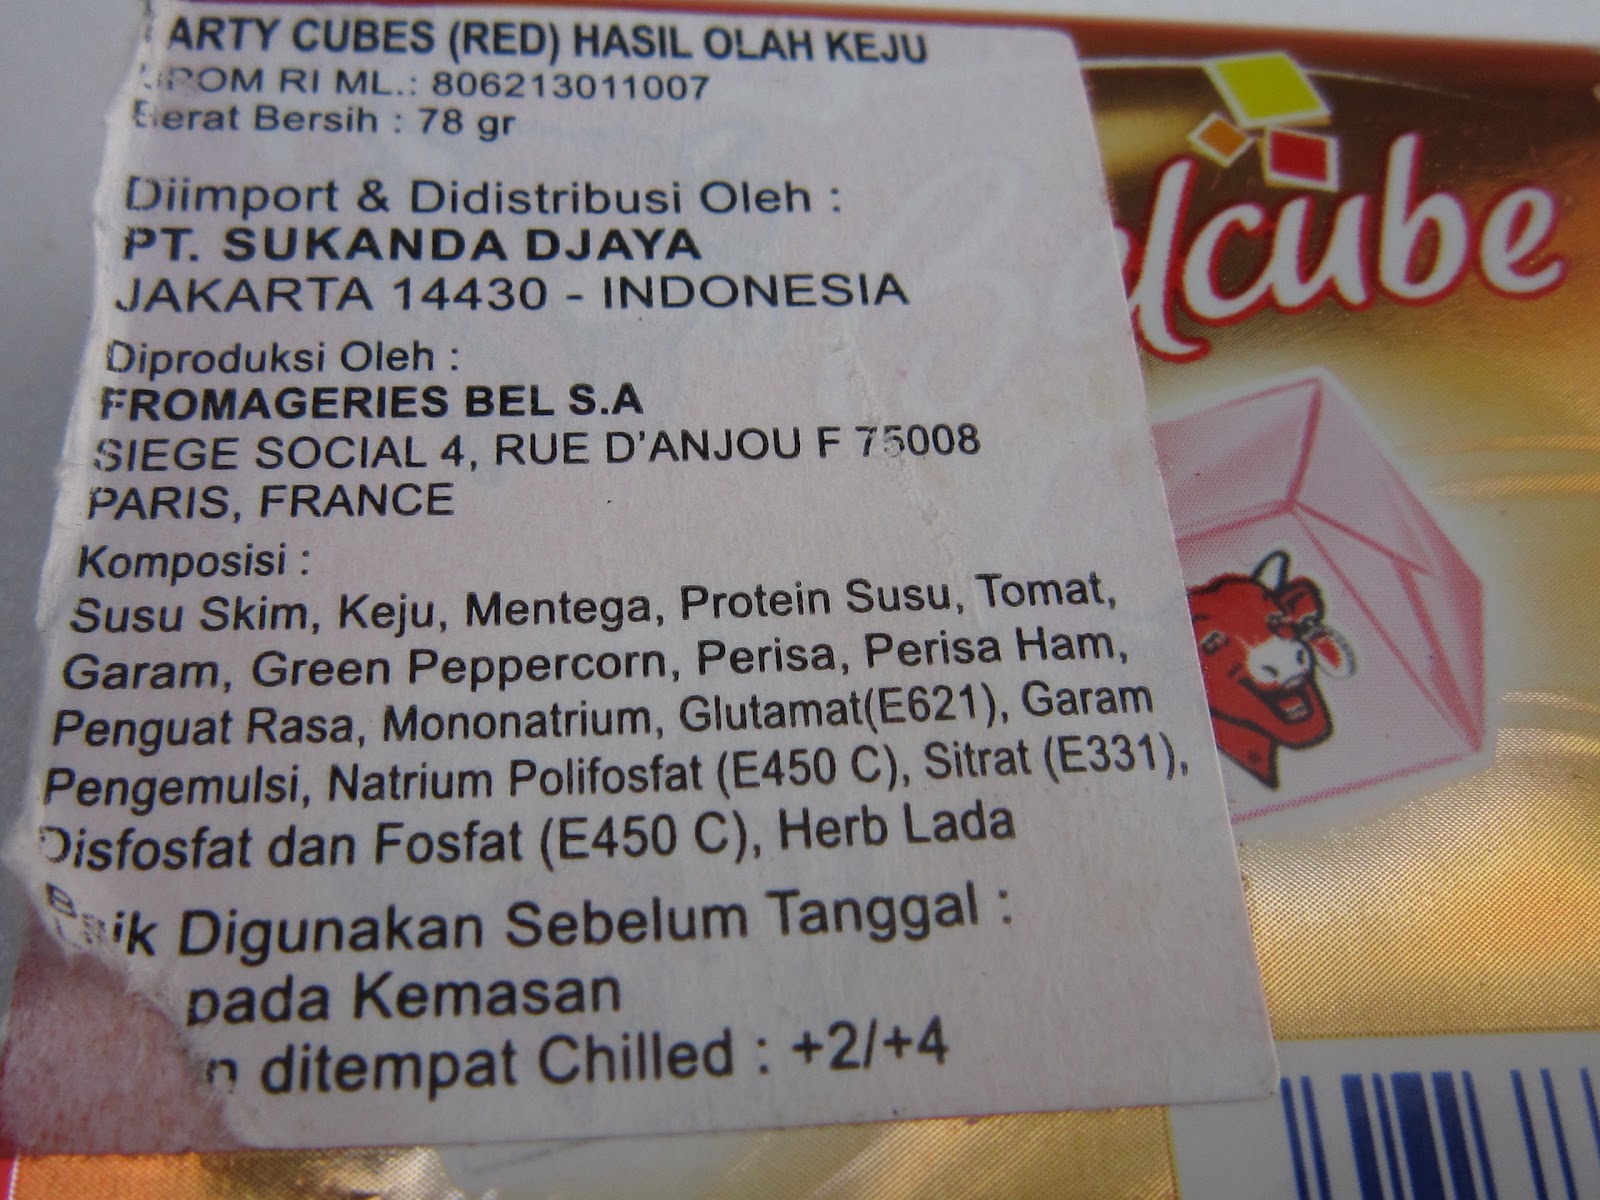 ARTY CUBES (RED) HASIL OLAH KEJU
POM RI ML.: 806213011007
Berat Bersih : 78 gr
Diimport & Didistribusi Oleh :
PT. SUKANDA DJAYA
JAKARTA 14430 - INDONESIA
Diproduksi Oleh :
FROMAGERIES BEL S.A
SIEGE SOCIAL 4, RUE D'ANJOU F 75008
PARIS, FRANCE
Komposisi :
Susu Skim, Keju, Mentega, Protein Susu, Tomat,
Garam, Green Peppercorn, Perisa, Perisa Ham,
Penguat Rasa, Mononatrium, Glutamat(E621), Garam
Pengemulsi, Natrium Polifosfat (E450 C), Sitrat (E331),
Disfosfat dan Fosfat (E450 C), Herb Lada
ik Digunakan Sebelum Tanggal :
pada Kemasan
n ditempat Chilled : +2/+4
elcube